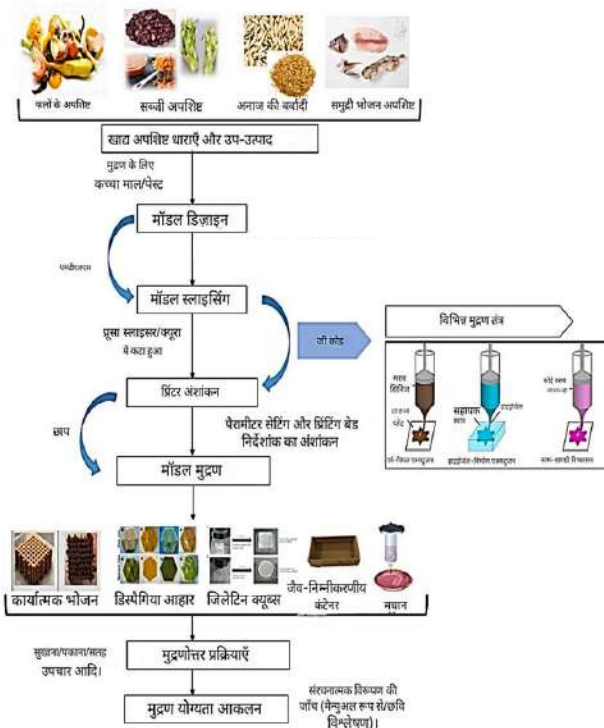 फलों के अपशिष्ट
सब्जी अपशिष्ट
अनाज की बर्बादी
समुद्री भोजन अपशिष्ट
खाद्य अपशिष्ट धाराएँ और उप-उत्पाद
मुद्रण के लिए
कच्चा माल/पेस्ट
मॉडल डिज़ाइन
मॉडल स्लाइसिंग
प्रूसा स्लाइसर/क्यूरा
में कटा हुआ
जी कोड
विभिन्न मुद्रण तंत्र
गरम
सिरिंज
प्लेट
सहायक
हाइड्रोजेल
प्रिंटर अंशांकन
पैरामीटर सेटिंग और प्रिंटिंग बेड
निर्देशांक का अंशांकन
छाप
मॉडल मुद्रण
कार्यात्मक भोजन
डिस्पैगिया आहार
जिलेटिन क्यूब्स
जैव-निम्नीकरणीय
कंटेनर
मुद्रणोत्तर प्रक्रियाएँ
सुखाना/पकाना/सतह
उपचार आदि।
मुद्रण योग्यता आकलन
संरचनात्मक विरूपण की
जाँच (मैन्युअल रूप से/छवि
विश्लेषण)।